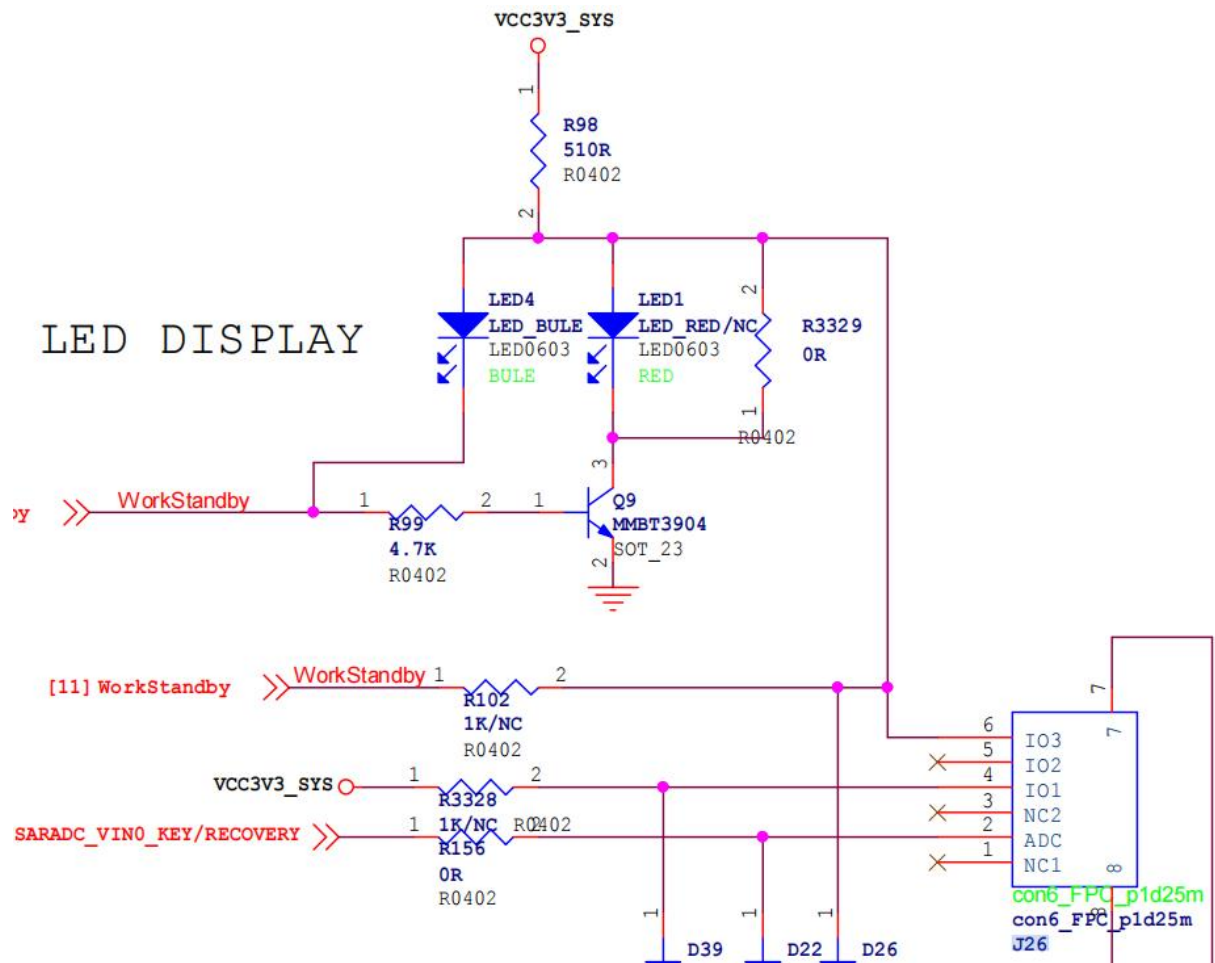 VCC3V3_SYS
1
R98
510R
R0402
2
LED DISPLAY
LED4
LED_BULE
LED0603
BULE
LED1
LED_RED/NC
LED0603
RED
2
R3329
0R
1
R0402
WorkStandby
1
2
R99
4.7K
R0402
1
3
Q9
MMBT3904
SOT_23
2
[11] WorkStandby
WorkStandby
1
2
R102
1K/NC
R0402
VCC3V3_SYS
1
2
R3328
1K/NC
R0402
SARADC_VIN0_KEY/RECOVERY
1
2
R156
0R
R0402
7
7
6
IO3
5
IO2
4
IO1
3
NC2
2
ADC
1
NC1
8
8
con6_FPC_p1d25m
con6_FPC_p1d25m
J26
1
D39
1
D22
1
D26